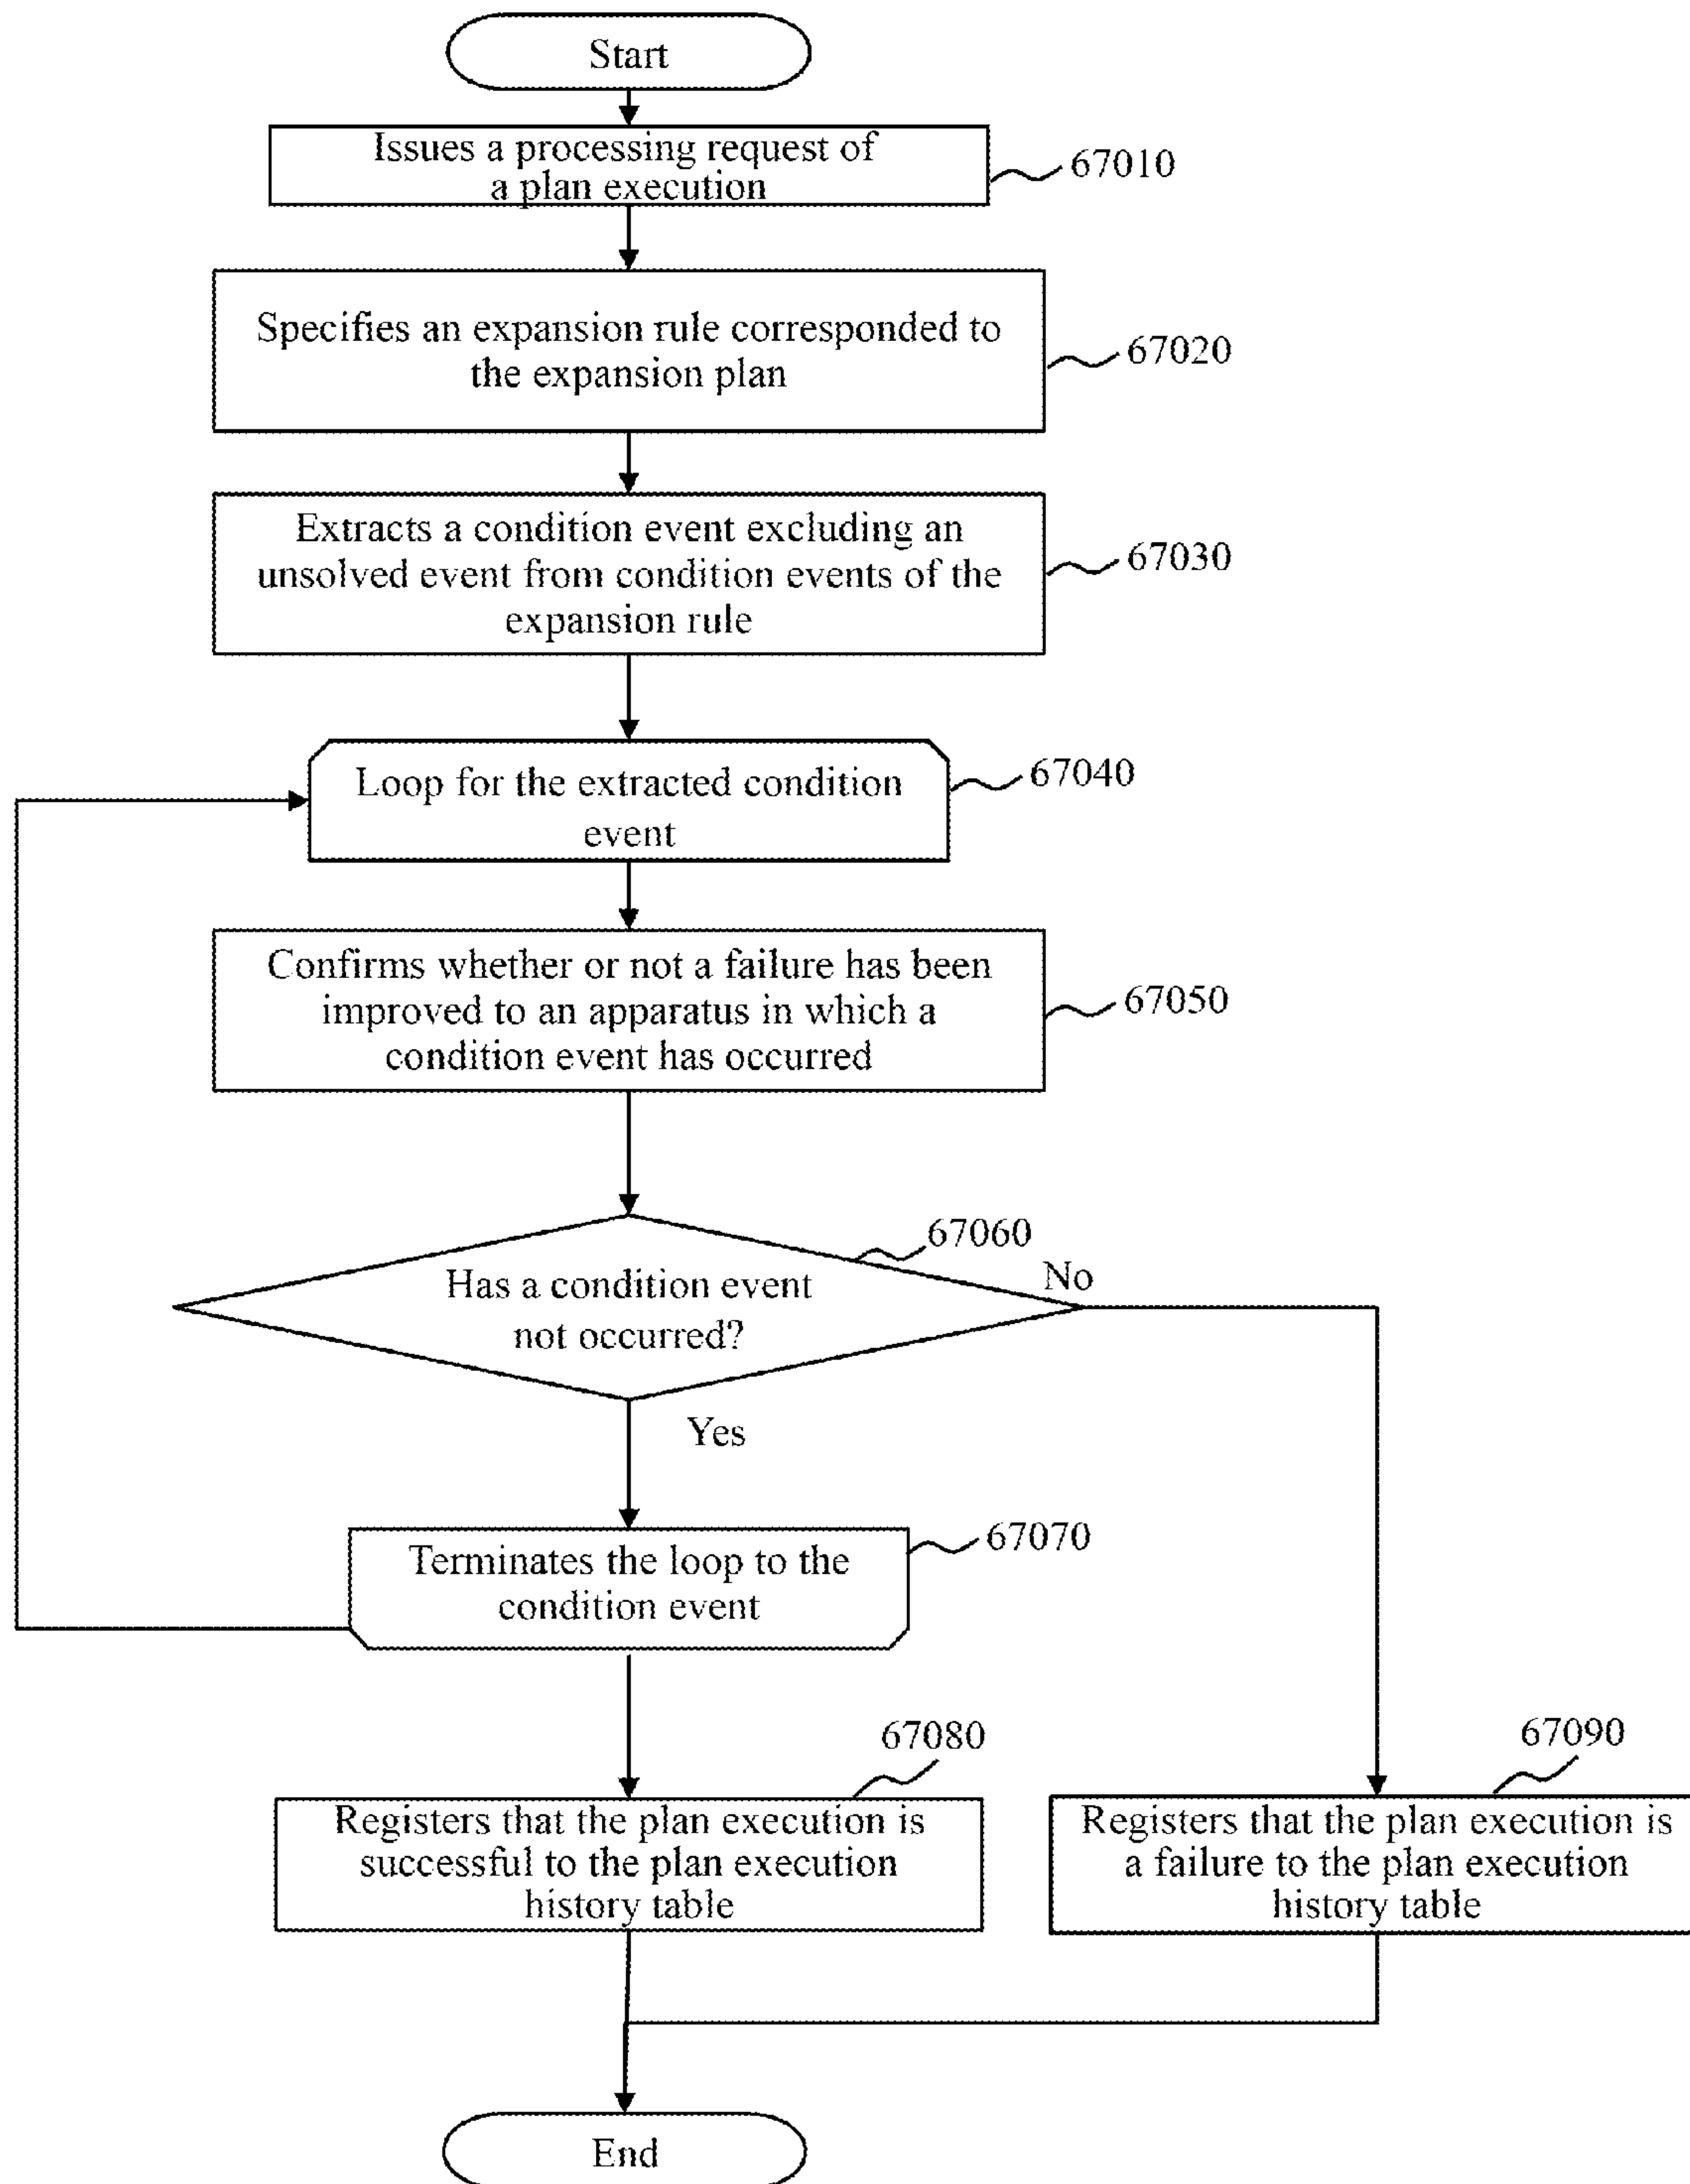 Start
Issues a processing request of
a plan execution
67010
Specifies an expansion rule corresponded to
the expansion plan
67020
Extracts a condition event excluding an
unsolved event from condition events of the
expansion rule
67030
Loop for the extracted condition
event
67040
Confirms whether or not a failure has been
improved to an apparatus in which a
condition event has occurred
67050
67060
Has a condition event
not occurred?
No
Yes
Terminates the loop to the
condition event
67070
67080
Registers that the plan execution is
successful to the plan execution
history table
67090
Registers that the plan execution is
a failure to the plan execution
history table
End